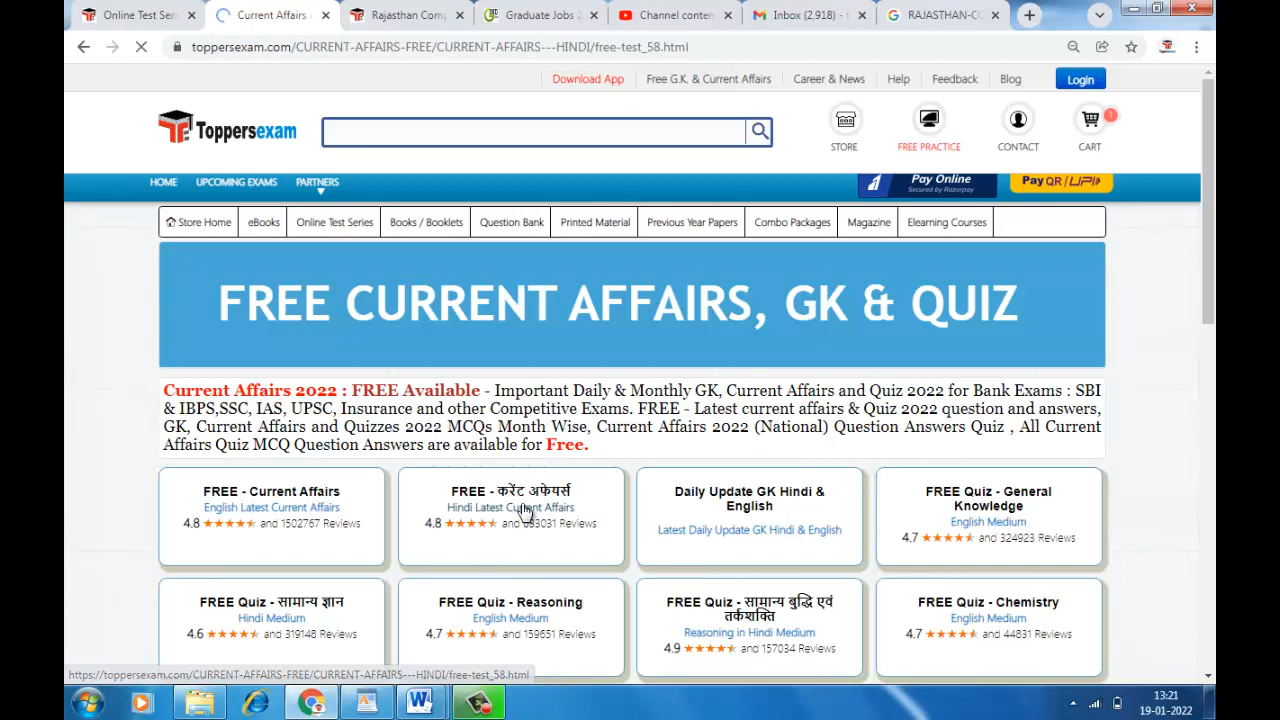 Online Test Seri
Current Affairs
Rajasthan Comp
Graduate Jobs 2
Channel conten
Inbox (2,918) -
RAJASTHAN-CO
toppersexam.com/CURRENT-AFFAIRS-FREE/CURRENT-AFFAIRS---HINDI/free-test_58.html
Download App
Free G.K. & Current Affairs
Career & News
Help
Feedback
Blog
Login
Toppersexam
STORE
FREE PRACTICE
CONTACT
1
CART
HOME
UPCOMING EXAMS
PARTNERS
Pay Online
Secured by Razorpay
Pay QR/UPI
Store Home
eBooks
Online Test Series
Books / Booklets
Question Bank
Printed Material
Previous Year Papers
Combo Packages
Magazine
Elearning Courses
FREE CURRENT AFFAIRS, GK & QUIZ
Current Affairs 2022 : FREE Available - Important Daily & Monthly GK, Current Affairs and Quiz 2022 for Bank Exams : SBI
& IBPS,SSC, IAS, UPSC, Insurance and other Competitive Exams. FREE - Latest current affairs & Quiz 2022 question and answers,
GK, Current Affairs and Quizzes 2022 MCQs Month Wise, Current Affairs 2022 (National) Question Answers Quiz , All Current
Affairs Quiz MCQ Question Answers are available for Free.
FREE - Current Affairs
English Latest Current Affairs
4.8 and 1502767 Reviews
FREE - करेंट अफेयर्स
Hindi Latest Current Affairs
4.8 and Reviews
Daily Update GK Hindi &
English
Latest Daily Update GK Hindi & English
FREE Quiz - General
Knowledge
English Medium
4.7 and 324923 Reviews
FREE Quiz - सामान्य ज्ञान
Hindi Medium
4.6 and 319148 Reviews
FREE Quiz - Reasoning
English Medium
4.7 and 159651 Reviews
FREE Quiz - सामान्य बुद्धि एवं
तर्कशक्ति
Reasoning in Hindi Medium
4.9 and 157034 Reviews
FREE Quiz - Chemistry
English Medium
4.7 and 44831 Reviews
https://toppersexam.com/CURRENT-AFFAIRS-FREE/CURRENT-AFFAIRS---HINDI/free-test_58.html
13:21
19-01-2022